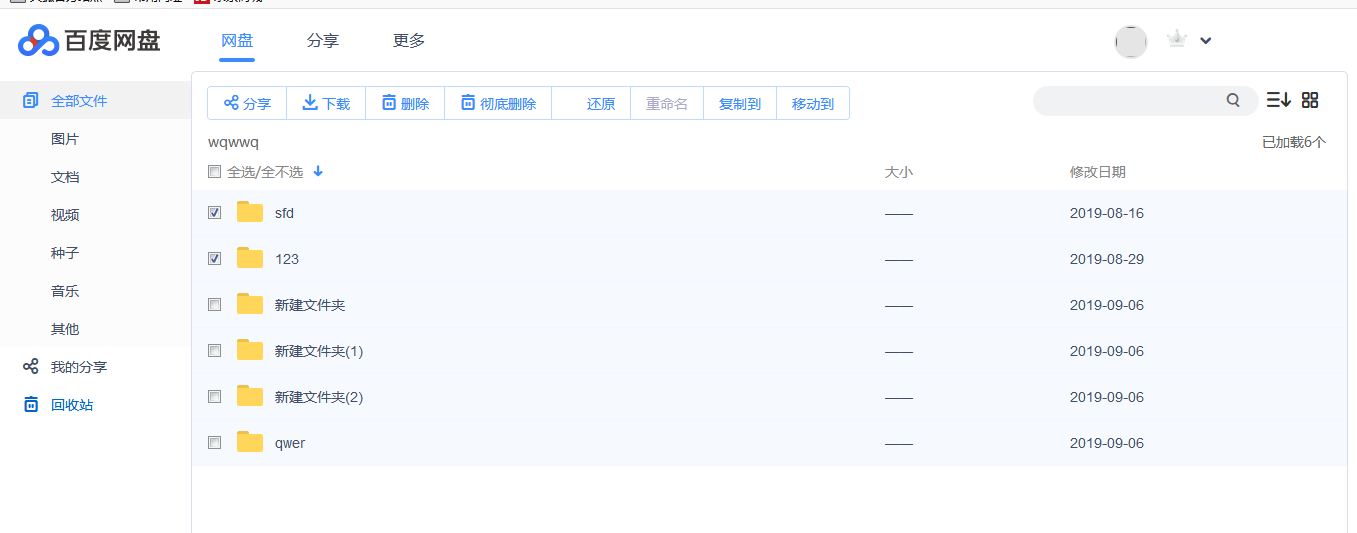 百度网盘 网盘 分享 更多
全部文件
图片
文档
视频
种子
音乐
其他
我的分享
回收站
分享 下载 删除 彻底删除 还原 重命名 复制到 移动到
wqwwq 已加载6个
全选/全不选 大小 修改日期
sfd —— 2019-08-16
123 —— 2019-08-29
新建文件夹 —— 2019-09-06
新建文件夹(1) —— 2019-09-06
新建文件夹(2) —— 2019-09-06
qwer —— 2019-09-06